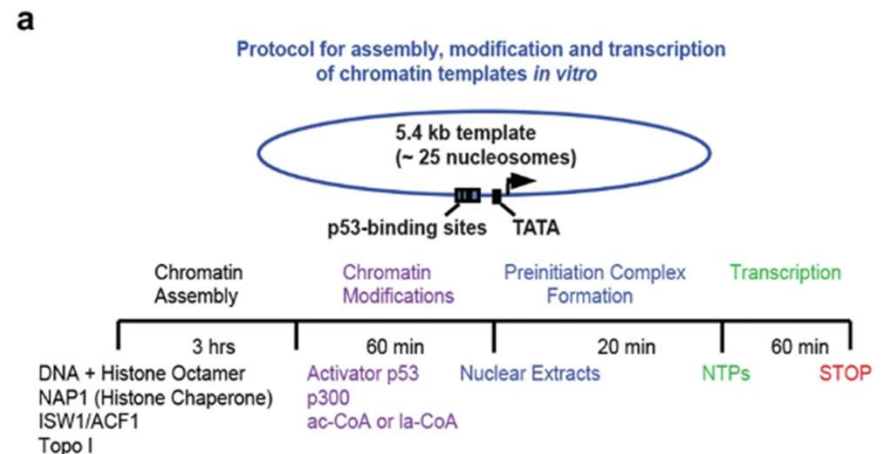 a
Protocol for assembly, modification and transcription
of chromatin templates in vitro
5.4 kb template
(~ 25 nucleosomes)
p53-binding sites
TATA
Chromatin
Assembly
Chromatin
Modifications
Preinitiation Complex
Formation
Transcription
3 hrs
60 min
20 min
60 min
DNA + Histone Octamer
NAP1 (Histone Chaperone)
ISW1/ACF1
Topo I
Activator p53
p300
ac-CoA or la-CoA
Nuclear Extracts
NTPs
STOP